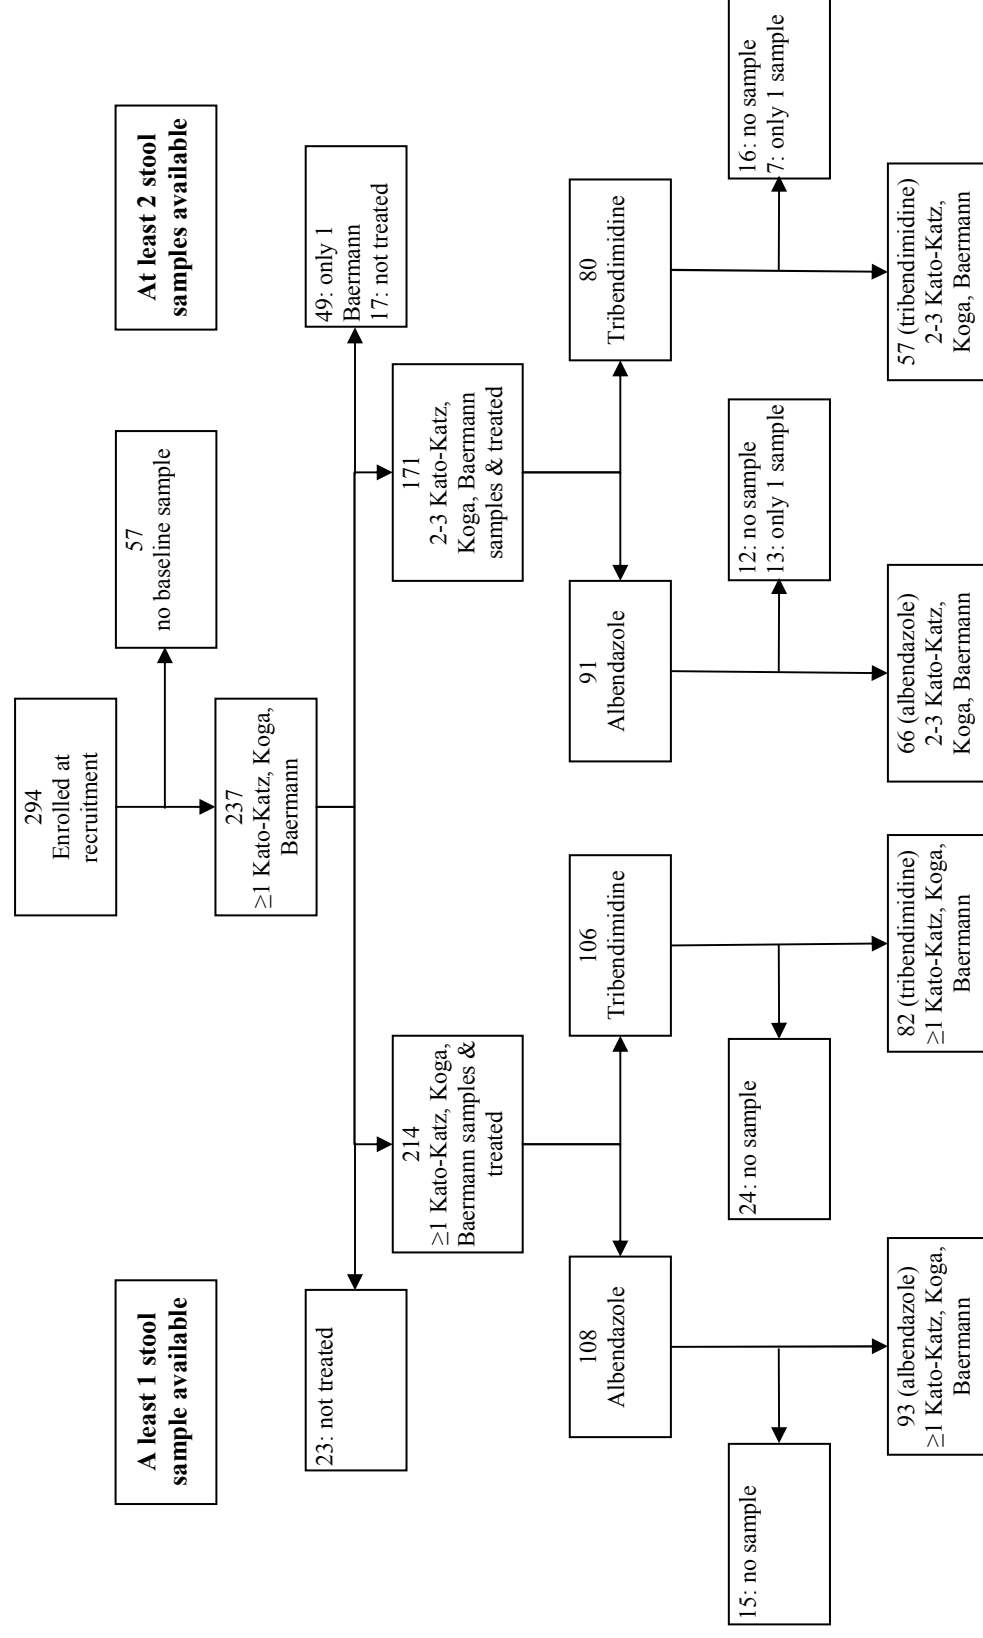 294
Enrolled at
recruitment
57
no baseline sample
A least 1 stool
sample available
At least 2 stool
samples available
237
≥1 Kato-Katz, Koga,
Baermann
23: not treated
49: only 1
Baermann
17: not treated
214
≥1 Kato-Katz, Koga,
Baermann samples &
treated
171
2-3 Kato-Katz,
Koga, Baermann
samples & treated
108
Albendazole
106
Tribendimidine
91
Albendazole
80
Tribendimidine
15: no sample
24: no sample
12: no sample
13: only 1 sample
16: no sample
7: only 1 sample
93 (albendazole)
≥1 Kato-Katz, Koga,
Baermann
82 (tribendimidine)
≥1 Kato-Katz, Koga,
Baermann
66 (albendazole)
2-3 Kato-Katz,
Koga, Baermann
57 (tribendimidine)
2-3 Kato-Katz,
Koga, Baermann